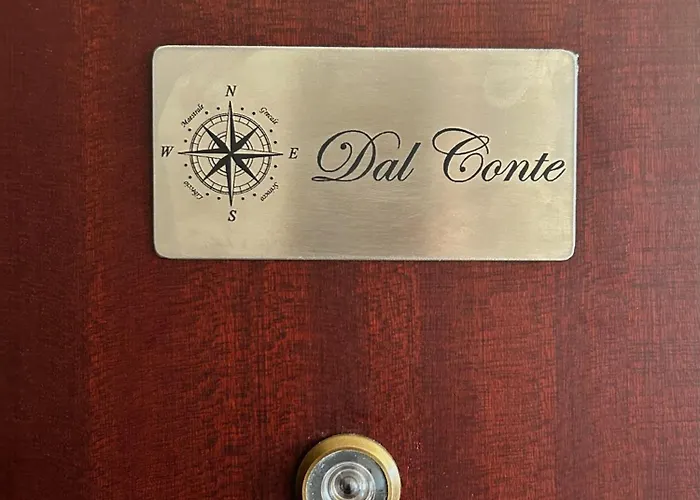 N
Maestrale Grecale
W E
Dal Conte
Libeccio Scirocco
S